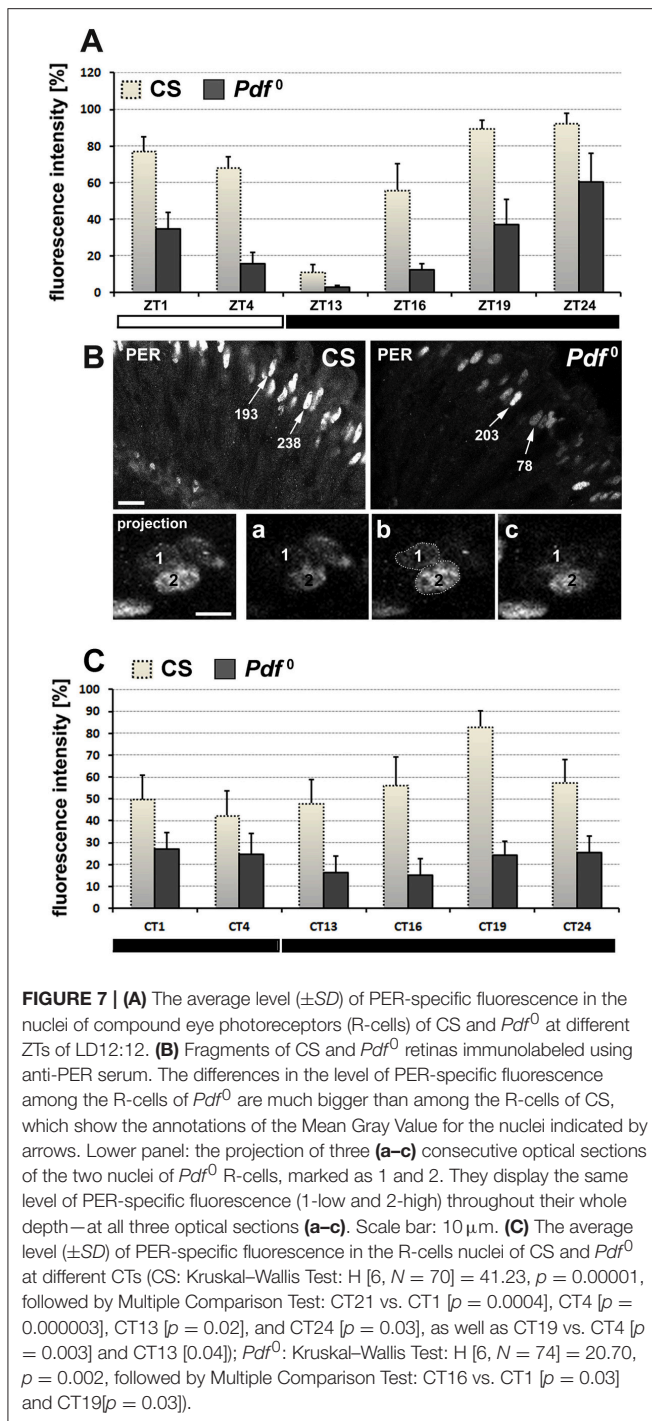 A
CS Pdf⁰
fluorescence intensity [%]
120
100
80
60
40
20
0
ZT1 ZT4 ZT13 ZT16 ZT19 ZT24
B PER CS PER Pdf⁰
193
238
203
78
projection a b c
1 1 1 1
2 2 2 2
C
CS Pdf⁰
fluorescence intensity [%]
100
90
80
70
60
50
40
30
20
10
0
CT1 CT4 CT13 CT16 CT19 CT24
FIGURE 7 | (A) The average level (±SD) of PER-specific fluorescence in the
nuclei of compound eye photoreceptors (R-cells) of CS and Pdf⁰ at different
ZTs of LD12:12. (B) Fragments of CS and Pdf⁰ retinas immunolabeled using
anti-PER serum. The differences in the level of PER-specific fluorescence
among the R-cells of Pdf⁰ are much bigger than among the R-cells of CS,
which show the annotations of the Mean Gray Value for the nuclei indicated by
arrows. Lower panel: the projection of three (a–c) consecutive optical sections
of the two nuclei of Pdf⁰ R-cells, marked as 1 and 2. They display the same
level of PER-specific fluorescence (1-low and 2-high) throughout their whole
depth—at all three optical sections (a–c). Scale bar: 10 μm. (C) The average
level (±SD) of PER-specific fluorescence in the R-cells nuclei of CS and Pdf⁰
at different CTs (CS: Kruskal–Wallis Test: H [6, N = 70] = 41.23, p = 0.00001,
followed by Multiple Comparison Test: CT21 vs. CT1 [p = 0.0004], CT4 [p =
0.000003], CT13 [p = 0.02], and CT24 [p = 0.03], as well as CT19 vs. CT4 [p
= 0.003] and CT13 [0.04]); Pdf⁰: Kruskal–Wallis Test: H [6, N = 74] = 20.70,
p = 0.002, followed by Multiple Comparison Test: CT16 vs. CT1 [p = 0.03]
and CT19[p = 0.03]).